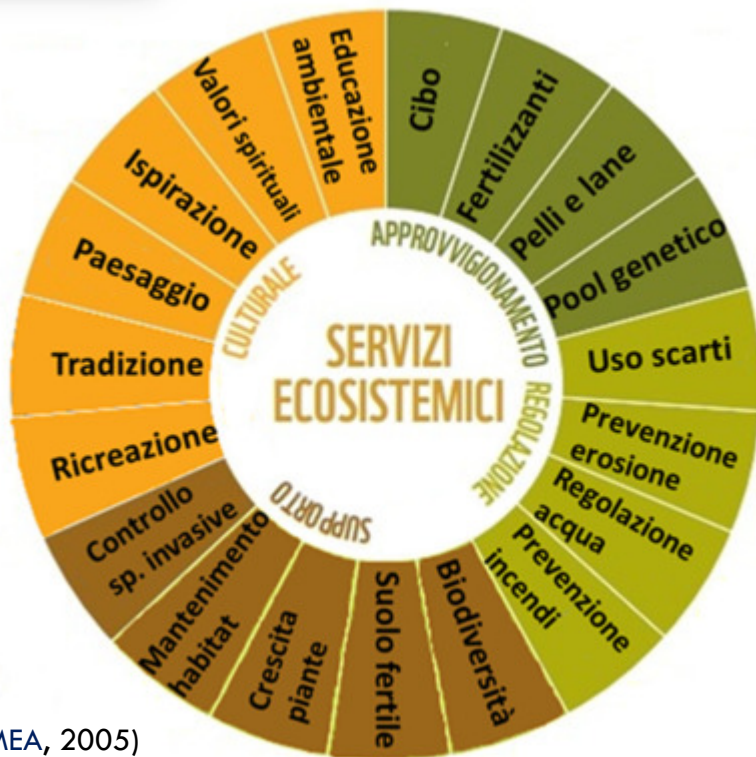 SERVIZI
ECOSISTEMICI
APPROVVIGIONAMENTO
Cibo
Fertilizzanti
Pelli e lane
Pool genetico
REGOLAZIONE
Uso scarti
Prevenzione
erosione
Regolazione
acqua
Prevenzione
incendi
SUPPORTO
Biodiversità
Suolo fertile
Crescita
piante
Mantenimento
habitat
Controllo
sp. invasive
CULTURALE
Ricreazione
Tradizione
Paesaggio
Ispirazione
Valori spirituali
Educazione
ambientale
MEA, 2005)